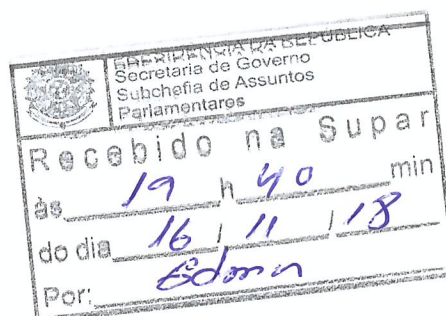 PRESIDÊNCIA DA REPÚBLICA
Secretaria de Governo
Subchefia de Assuntos
Parlamentares
Recebido na Supar
às 19 h 40 min
do dia 16 / 11 / 18
Por: